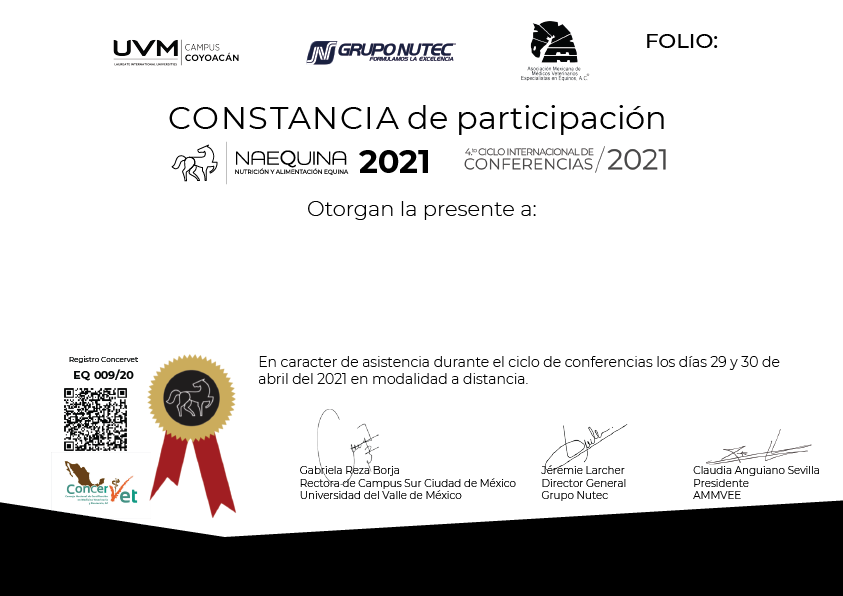 UVM CAMPUS COYOACÁN
LAUREATE INTERNATIONAL UNIVERSITIES
GRUPO NUTEC
FORMULAMOS LA EXCELENCIA
Asociación Mexicana de
Médicos Veterinarios
Especialistas en Equinos, A.C.
FOLIO:
CONSTANCIA de participación
NAEQUINA 2021
NUTRICIÓN Y ALIMENTACIÓN EQUINA
4.to CICLO INTERNACIONAL DE
CONFERENCIAS/2021
Otorgan la presente a:
Registro Concervet
EQ 009/20
En caracter de asistencia durante el ciclo de conferencias los días 29 y 30 de
abril del 2021 en modalidad a distancia.
ConcerVet
Gabriela Reza Borja
Rectora de Campus Sur Ciudad de México
Universidad del Valle de México
Jérémie Larcher
Director General
Grupo Nutec
Claudia Anguiano Sevilla
Presidente
AMMVEE